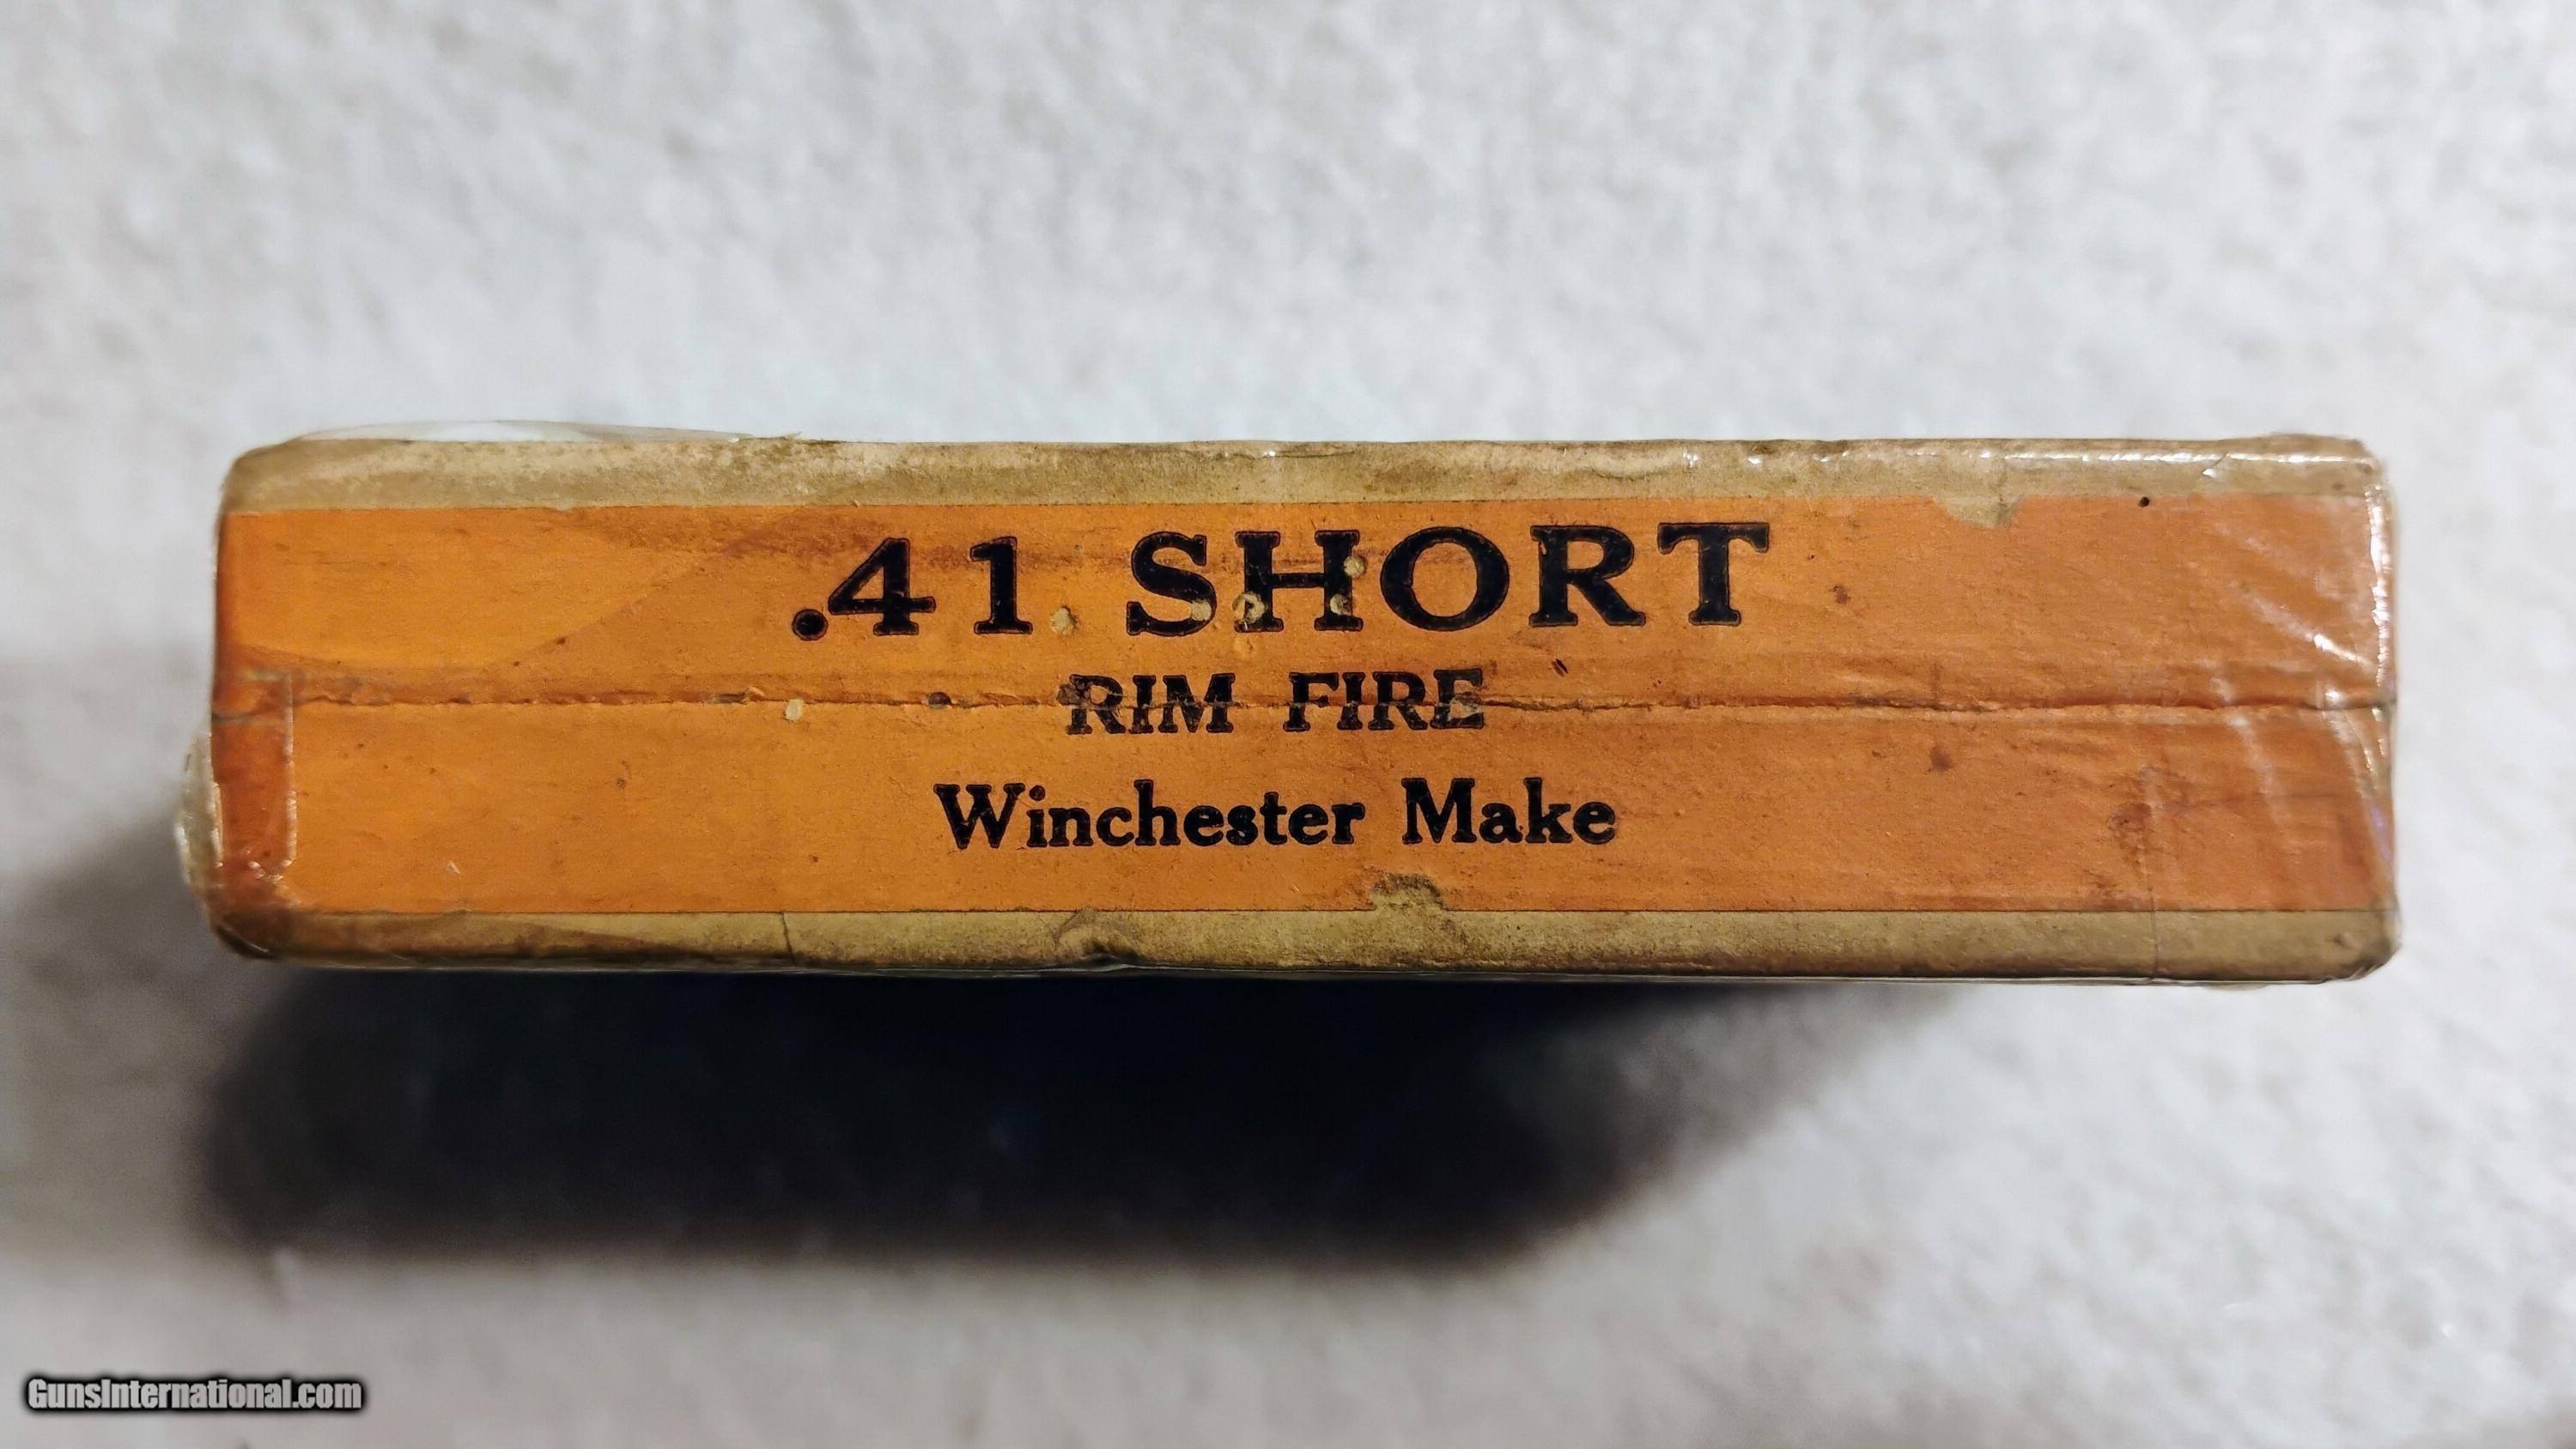 .41 SHORT
RIM FIRE
Winchester Make
GunsInternational.com